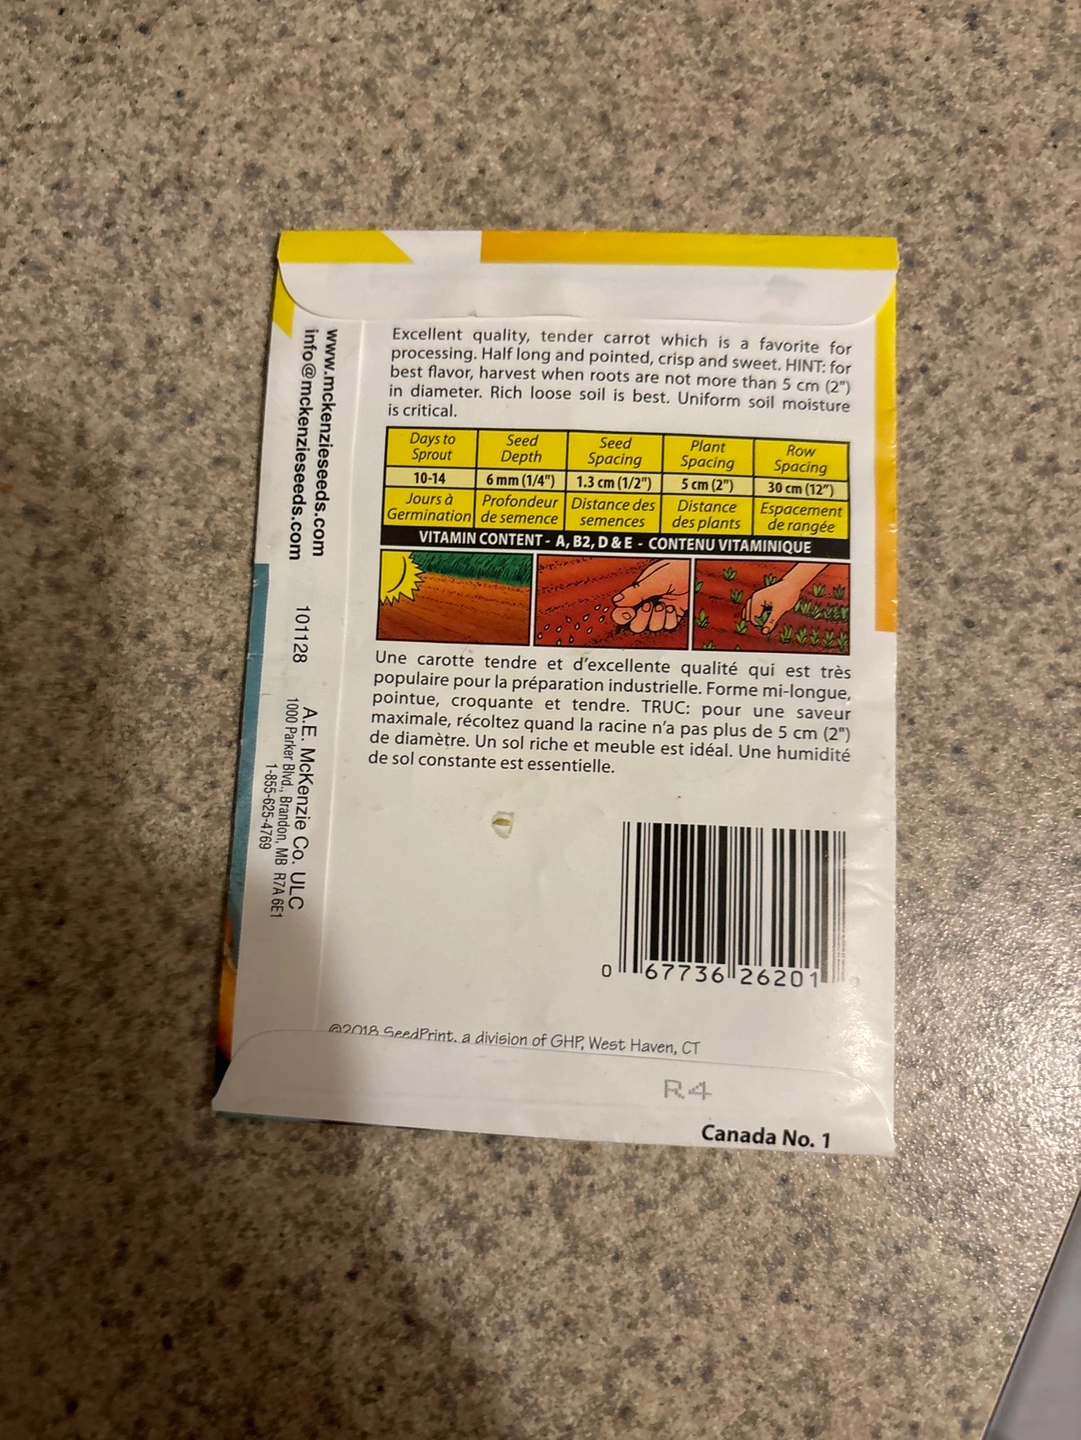 Excellent quality, tender carrot which is a favorite for
processing. Half long and pointed, crisp and sweet. HINT: for
best flavor, harvest when roots are not more than 5 cm (2")
in diameter. Rich loose soil is best. Uniform soil moisture
is critical.
Days to Sprout Seed Depth Seed Spacing Plant Spacing Row Spacing
10-14 6 mm (1/4") 1.3 cm (1/2") 5 cm (2") 30 cm (12")
Jours à Germination Profondeur de semence Distance des semences Distance des plants Espacement de rangée
VITAMIN CONTENT - A, B2, D & E - CONTENU VITAMINIQUE
Une carotte tendre et d'excellente qualité qui est très
populaire pour la préparation industrielle. Forme mi-longue,
pointue, croquante et tendre. TRUC: pour une saveur
maximale, récoltez quand la racine n'a pas plus de 5 cm (2")
de diamètre. Un sol riche et meuble est idéal. Une humidité
de sol constante est essentielle.
0 67736 26201
©2018 SeedPrint, a division of GHP, West Haven, CT
R4
Canada No. 1
www.mckenzieseeds.com
info@mckenzieseeds.com
101128
A.E. McKenzie Co. ULC
1000 Parker Blvd., Brandon, MB R7A 6E1
1-855-625-4769